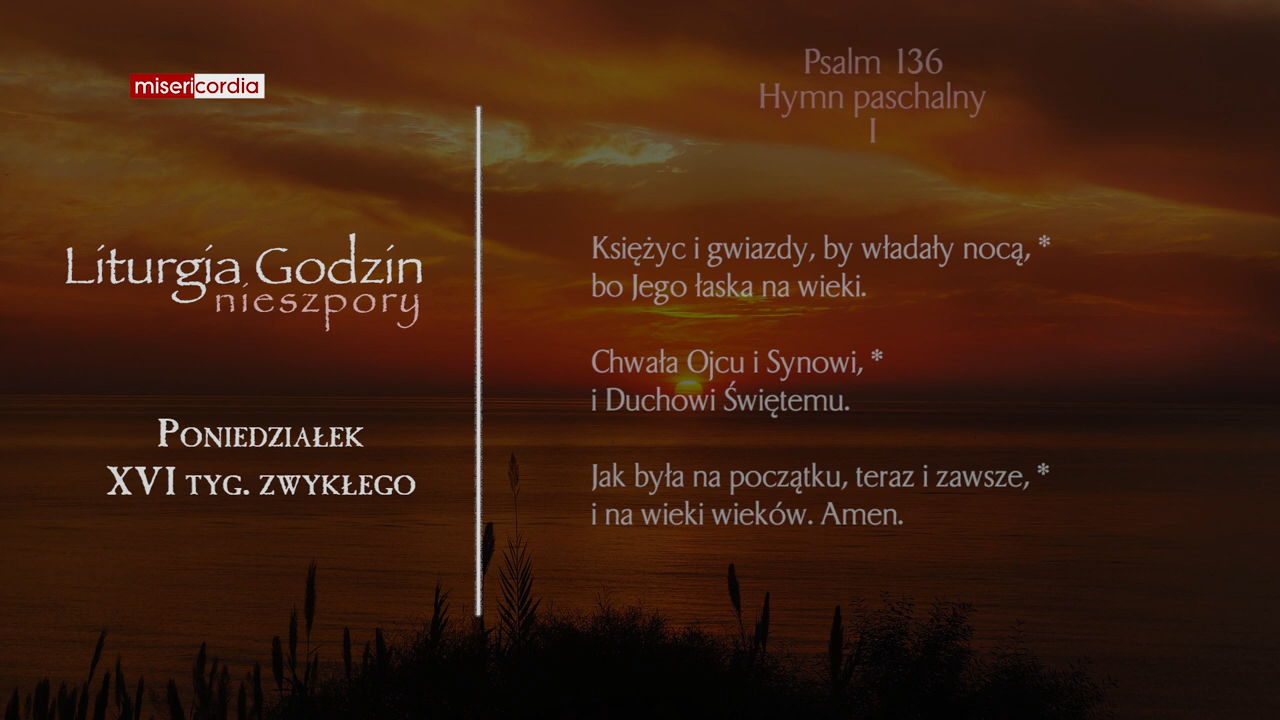 misericordia
Liturgia Godzin
nieszpory
Poniedziałek
XVI tyg. zwykłego
Psalm 136
Hymn paschalny
I
Księżyc i gwiazdy, by władały nocą, *
bo Jego łaska na wieki.
Chwała Ojcu i Synowi, *
i Duchowi Świętemu.
Jak była na początku, teraz i zawsze, *
i na wieki wieków. Amen.